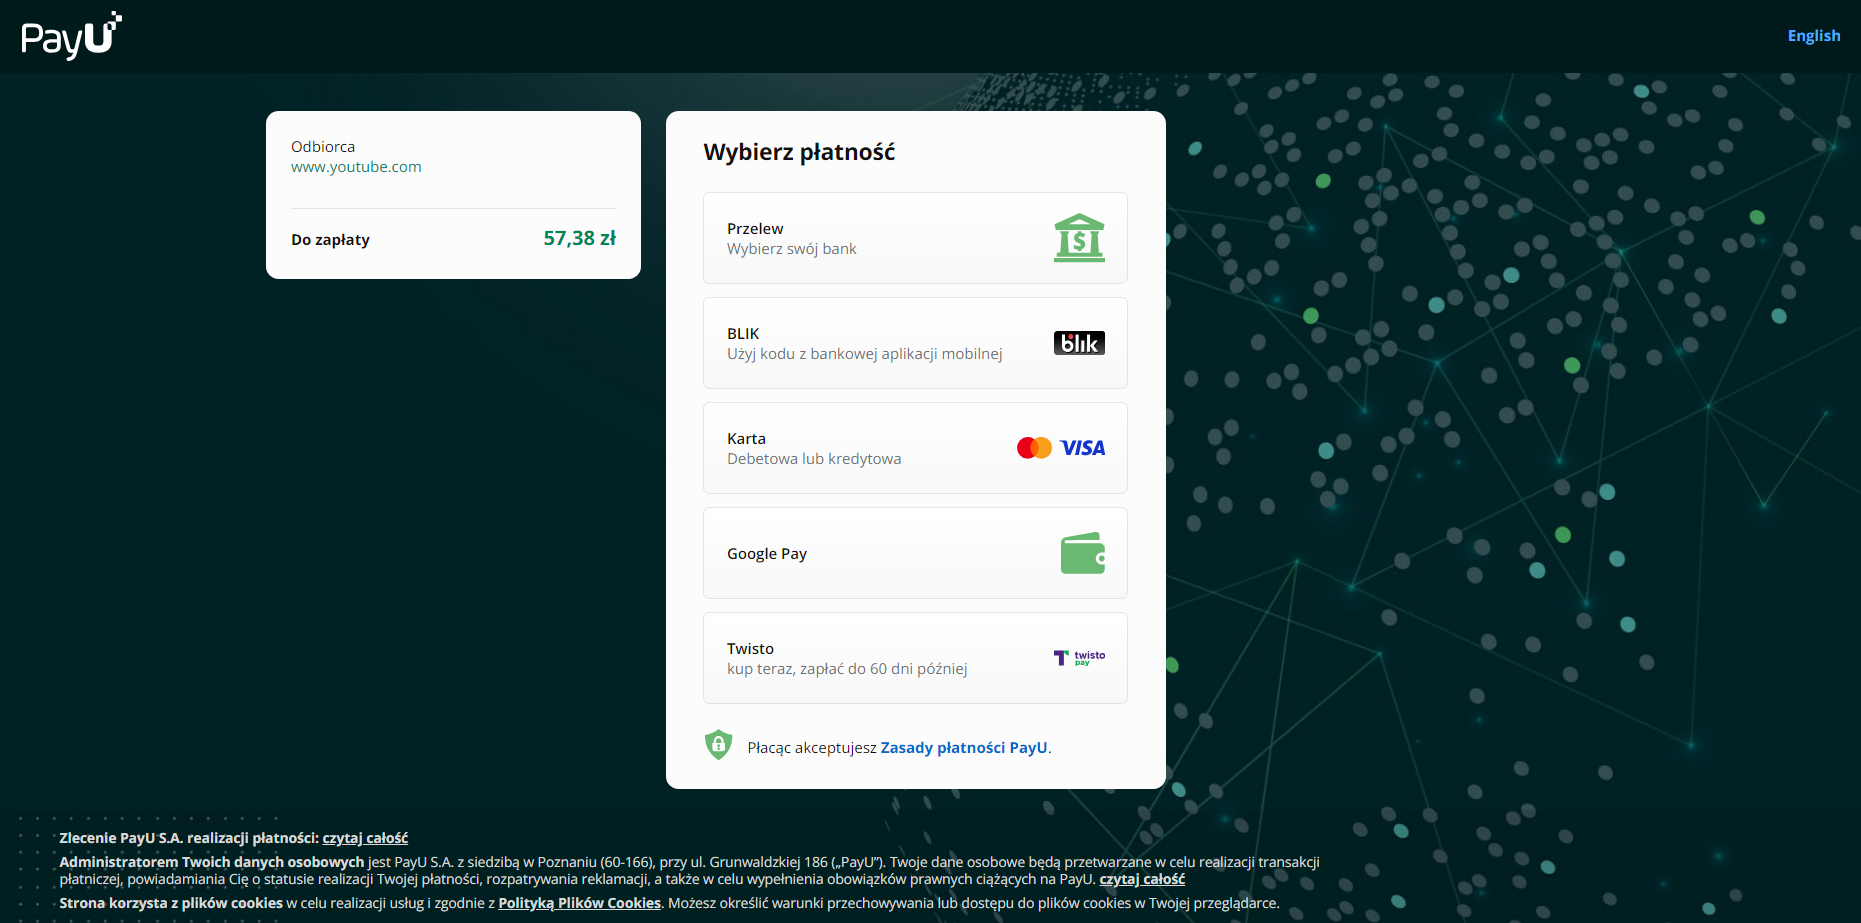 PayU
English
Odbiorca
www.youtube.com
Do zapłaty 57,38 zł
Wybierz płatność
Przelew
Wybierz swój bank
BLIK
Użyj kodu z bankowej aplikacji mobilnej
blik
Karta
Debetowa lub kredytowa
VISA
Google Pay
Twisto
kup teraz, zapłać do 60 dni później
twisto
pay
Płacąc akceptujesz Zasady płatności PayU.
Zlecenie PayU S.A. realizacji płatności: czytaj całość
Administratorem Twoich danych osobowych jest PayU S.A. z siedzibą w Poznaniu (60-166), przy ul. Grunwaldzkiej 186 („PayU”). Twoje dane osobowe będą przetwarzane w celu realizacji transakcji
płatniczej, powiadamiania Cię o statusie realizacji Twojej płatności, rozpatrywania reklamacji, a także w celu wypełnienia obowiązków prawnych ciążących na PayU. czytaj całość
Strona korzysta z plików cookies w celu realizacji usług i zgodnie z Polityką Plików Cookies. Możesz określić warunki przechowywania lub dostępu do plików cookies w Twojej przeglądarce.